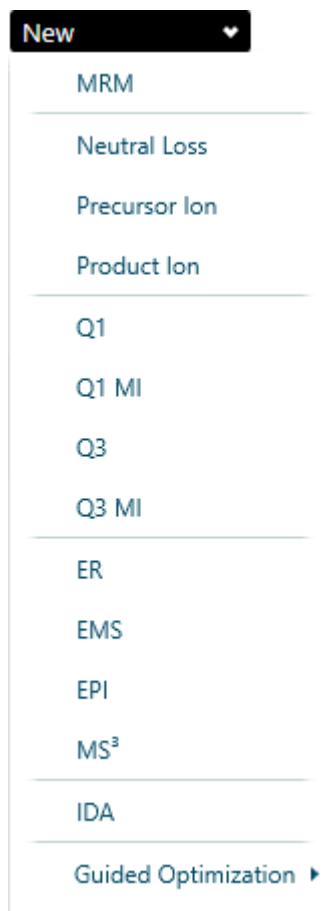 New
MRM
Neutral Loss
Precursor Ion
Product Ion
Q1
Q1 MI
Q3
Q3 MI
ER
EMS
EPI
MS³
IDA
Guided Optimization